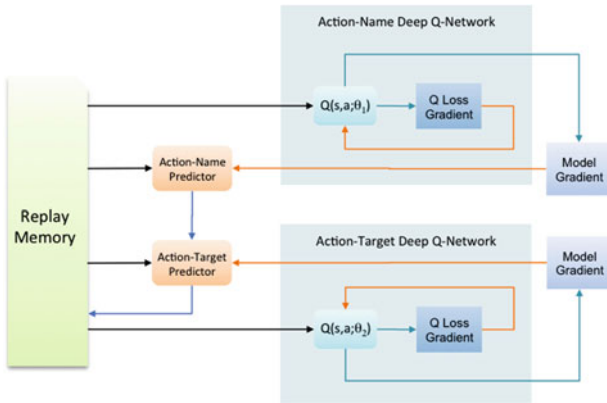 Action-Name Deep Q-Network
Q(s,a;θ₁)
Q Loss
Gradient
Action-Name
Predictor
Model
Gradient
Replay
Memory
Action-Target
Predictor
Action-Target Deep Q-Network
Model
Gradient
Q(s,a;θ₂)
Q Loss
Gradient